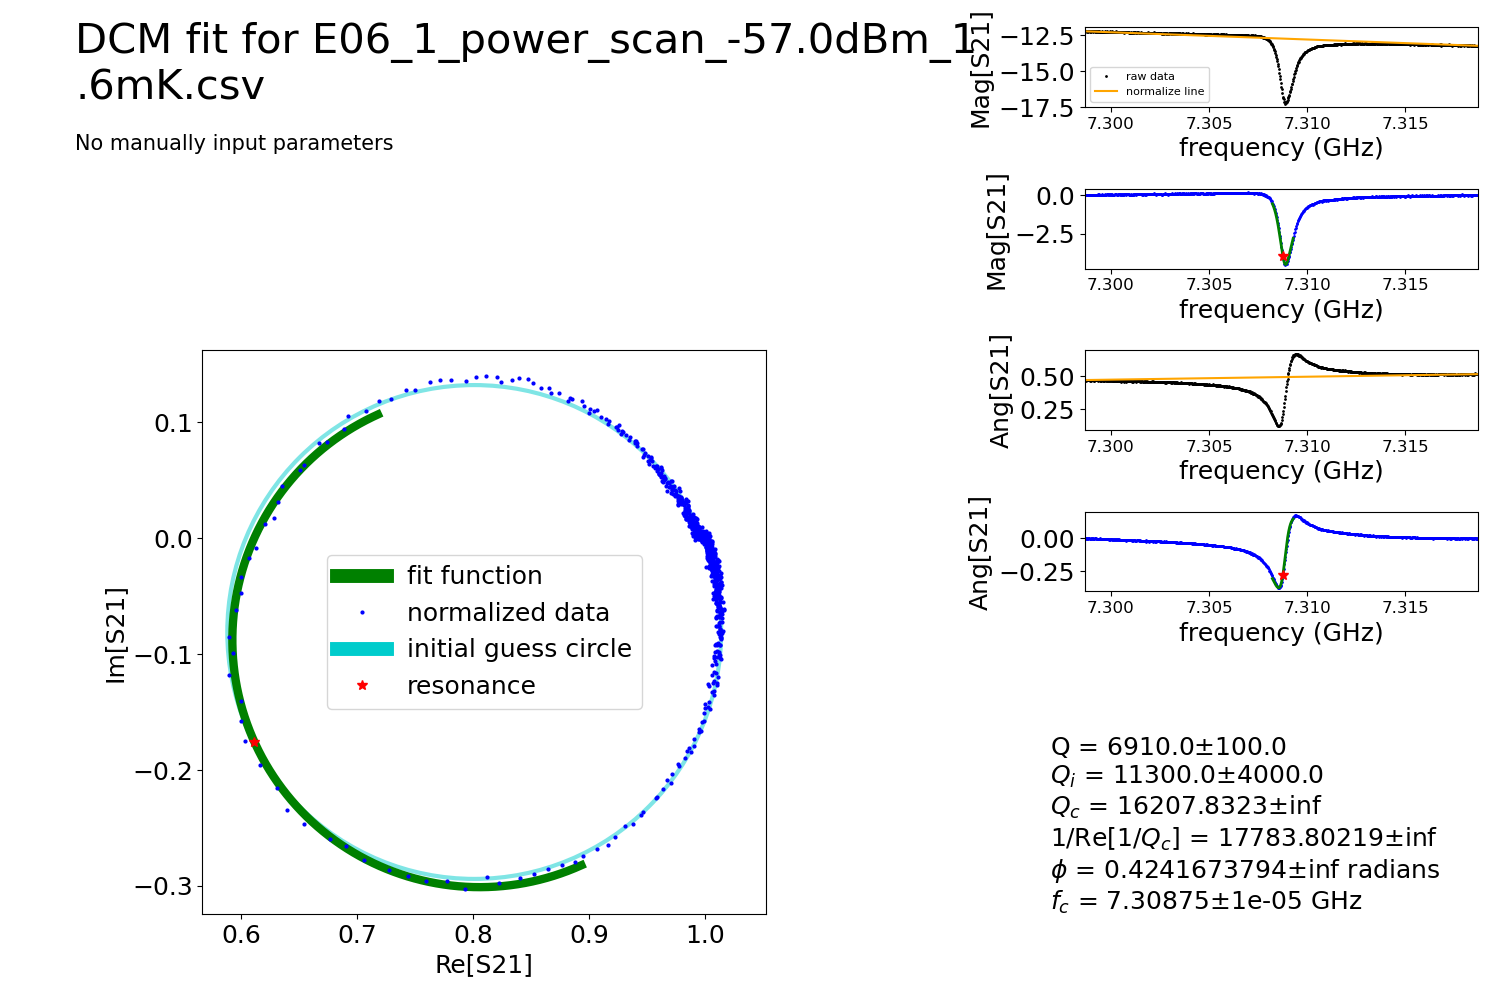 DCM fit for E06_1_power_scan_-57.0dBm_1
.6mK.csv
No manually input parameters
Mag[S21]
−12.5
−15.0
−17.5
raw data
normalize line
7.300 7.305 7.310 7.315
frequency (GHz)
Mag[S21]
0.0
−2.5
7.300 7.305 7.310 7.315
frequency (GHz)
Ang[S21]
0.50
0.25
7.300 7.305 7.310 7.315
frequency (GHz)
Ang[S21]
0.00
−0.25
7.300 7.305 7.310 7.315
frequency (GHz)
Im[S21]
0.1
0.0
−0.1
−0.2
−0.3
fit function
normalized data
initial guess circle
resonance
0.6 0.7 0.8 0.9 1.0
Re[S21]
Q = 6910.0±100.0
Q_i = 11300.0±4000.0
Q_c = 16207.8323±inf
1/Re[1/Q_c] = 17783.80219±inf
ϕ = 0.4241673794±inf radians
f_c = 7.30875±1e-05 GHz